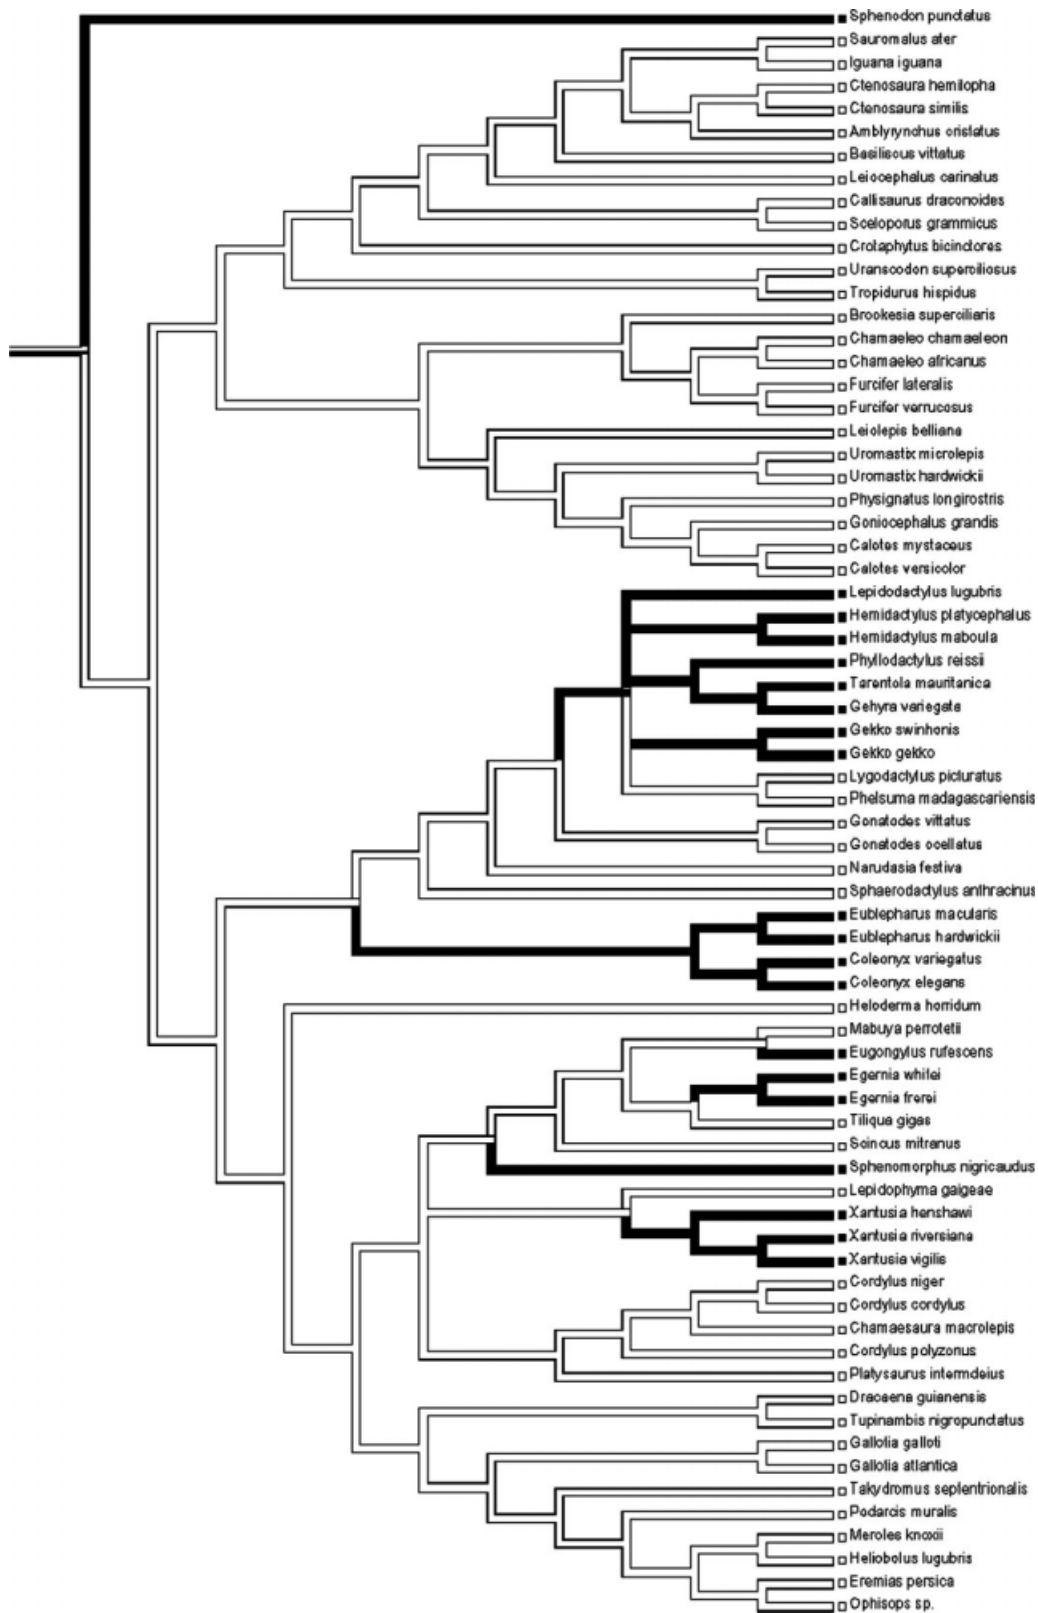 Sphenodon punctatus
Sauromalus ater
Iguana iguana
Ctenosaura hemilopha
Ctenosaura similis
Amblyrynchus cristatus
Basiliscus vittatus
Leiocephalus carinatus
Callisaurus draconoides
Sceloporus grammicus
Crotaphytus bicinctores
Uranscodon superciliosus
Tropidurus hispidus
Brookesia superciliaris
Chamaeleo chamaeleon
Chamaeleo africanus
Furcifer lateralis
Furcifer verrucosus
Leiolepis belliana
Uromastix microlepis
Uromastix hardwickii
Physignatus longirostris
Goniocephalus grandis
Calotes mystaceus
Calotes versicolor
Lepidodactylus lugubris
Hemidactylus platycephalus
Hemidactylus maboula
Phyllodactylus reissii
Tarentola mauritanica
Gehyra variegata
Gekko swinhonis
Gekko gekko
Lygodactylus picturatus
Phelsuma madagascariensis
Gonatodes vittatus
Gonatodes ocellatus
Narudasia festiva
Sphaerodactylus anthracinus
Eublepharus macularis
Eublepharus hardwickii
Coleonyx variegatus
Coleonyx elegans
Heloderma horridum
Mabuya perrotetii
Eugongylus rufescens
Egernia whitei
Egernia frerei
Tiliqua gigas
Scincus mitranus
Sphenomorphus nigricaudus
Lepidophyma gaigeae
Xantusia henshawi
Xantusia riversiana
Xantusia vigilis
Cordylus niger
Cordylus cordylus
Chamaesaura macrolepis
Cordylus polyzonus
Platysaurus intermdeius
Dracaena guianensis
Tupinambis nigropunctatus
Gallotia galloti
Gallotia atlantica
Takydromus septentrionalis
Podarcis muralis
Meroles knoxii
Heliobolus lugubris
Eremias persica
Ophisops sp.